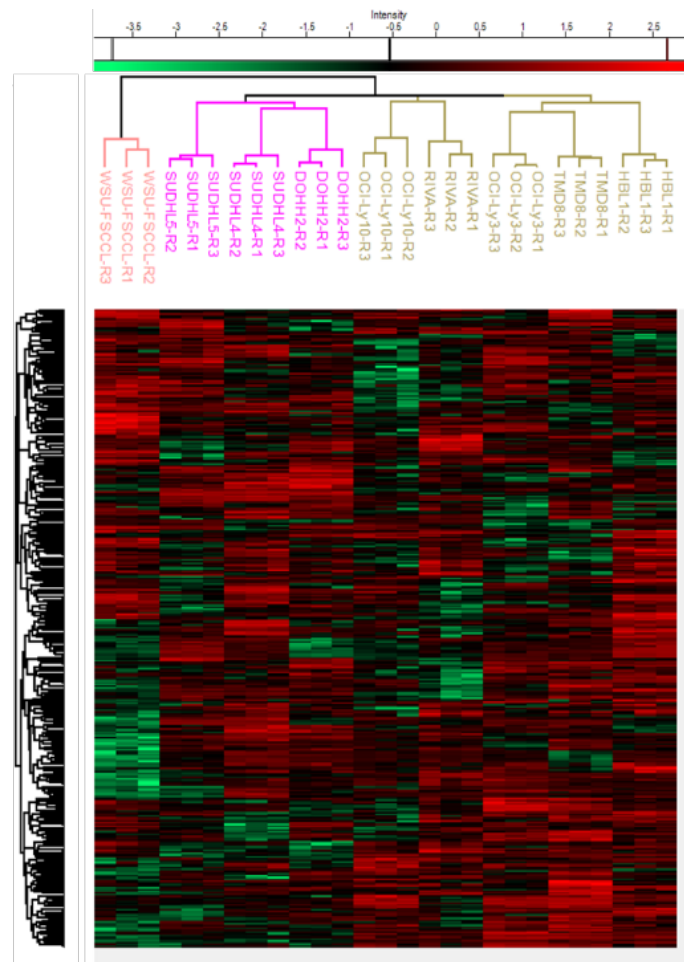 Intensity
-3.5 -3 -2.5 -2 -1.5 -1 -0.5 0 0.5 1 1.5 2 2.5
WSU-FSCCL-R3
WSU-FSCCL-R1
WSU-FSCCL-R2
SUDHL5-R2
SUDHL5-R1
SUDHL5-R3
SUDHL4-R2
SUDHL4-R1
SUDHL4-R3
DOHH2-R2
DOHH2-R1
DOHH2-R3
OCI-Ly10-R3
OCI-Ly10-R1
OCI-Ly10-R2
RIVA-R3
RIVA-R2
RIVA-R1
OCI-Ly3-R3
OCI-Ly3-R2
OCI-Ly3-R1
TMD8-R3
TMD8-R2
TMD8-R1
HBL1-R2
HBL1-R3
HBL1-R1